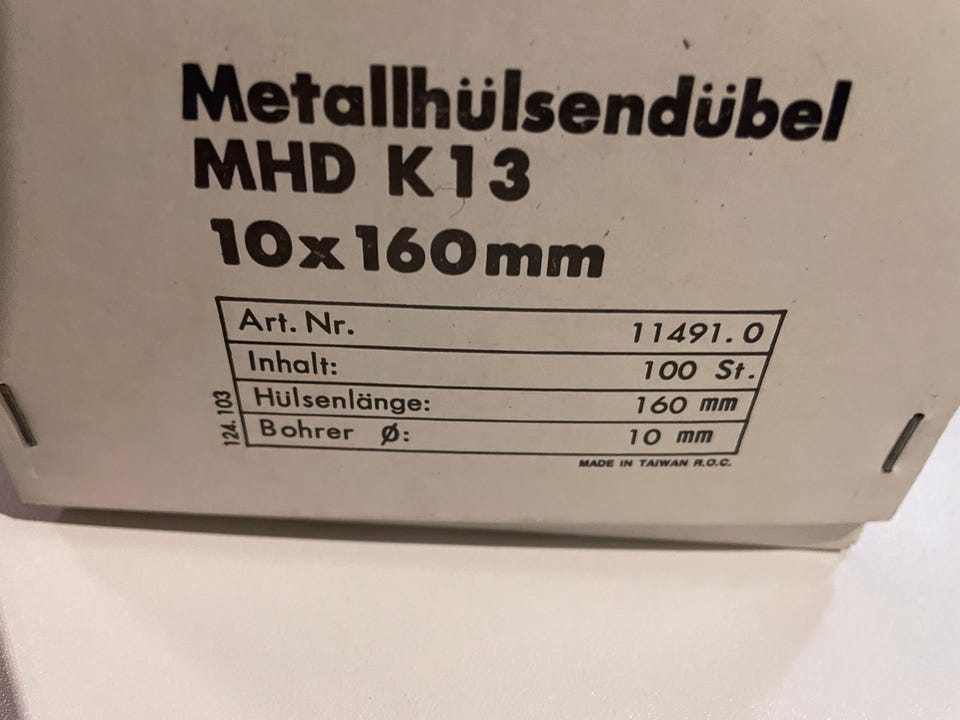 Metallhülsendübel
MHD K13
10x160mm
Art. Nr. 11491.0
Inhalt: 100 St.
Hülsenlänge: 160 mm
Bohrer Ø: 10 mm
124.103
MADE IN TAIWAN R.O.C.